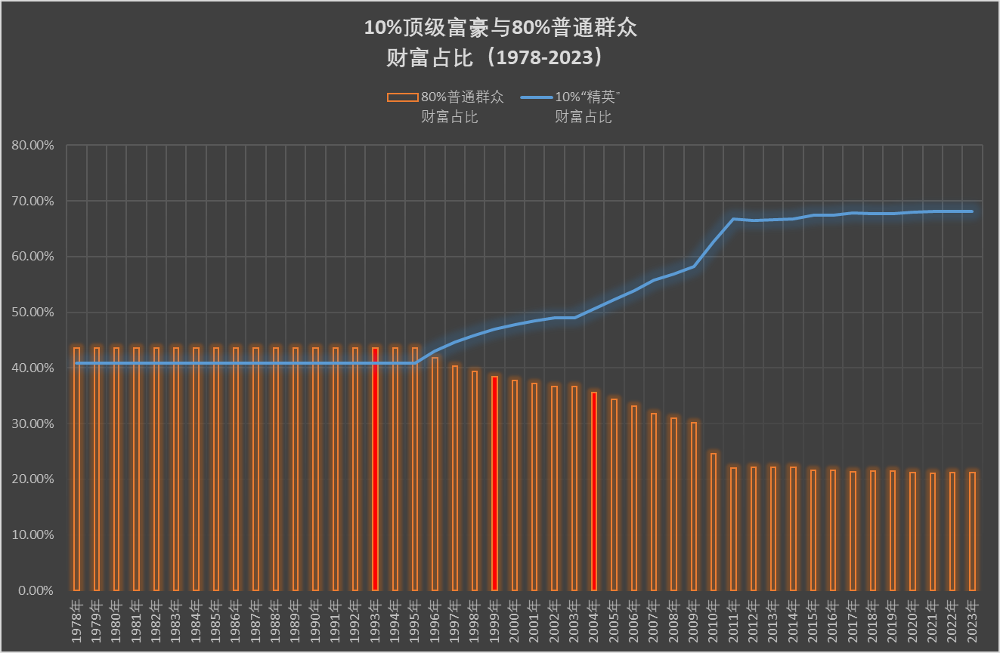 10%顶级富豪与80%普通群众
财富占比（1978-2023）
80%普通群众
财富占比
10%“精英”
财富占比
80.00%
70.00%
60.00%
50.00%
40.00%
30.00%
20.00%
10.00%
0.00%
1978年
1979年
1980年
1981年
1982年
1983年
1984年
1985年
1986年
1987年
1988年
1989年
1990年
1991年
1992年
1993年
1994年
1995年
1996年
1997年
1998年
1999年
2000年
2001年
2002年
2003年
2004年
2005年
2006年
2007年
2008年
2009年
2010年
2011年
2012年
2013年
2014年
2015年
2016年
2017年
2018年
2019年
2020年
2021年
2022年
2023年